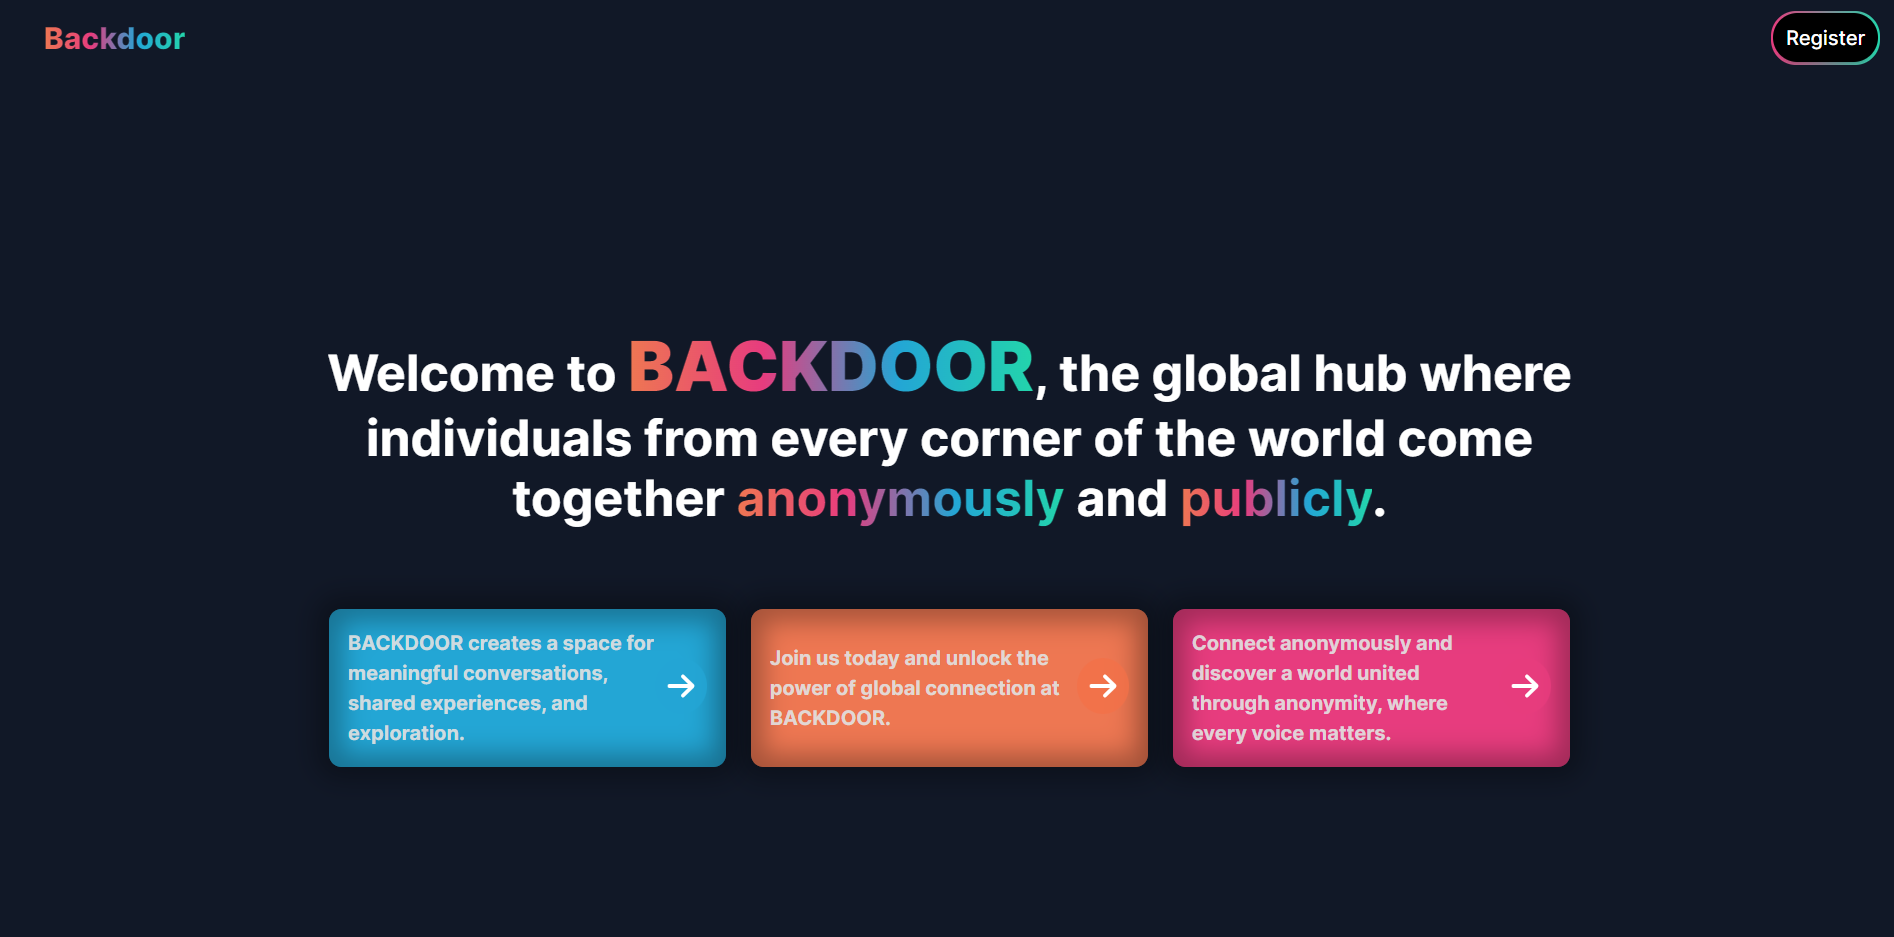 Backdoor
Register
Welcome to BACKDOOR, the global hub where
individuals from every corner of the world come
together anonymously and publicly.
BACKDOOR creates a space for
meaningful conversations,
shared experiences, and
exploration.
Join us today and unlock the
power of global connection at
BACKDOOR.
Connect anonymously and
discover a world united
through anonymity, where
every voice matters.